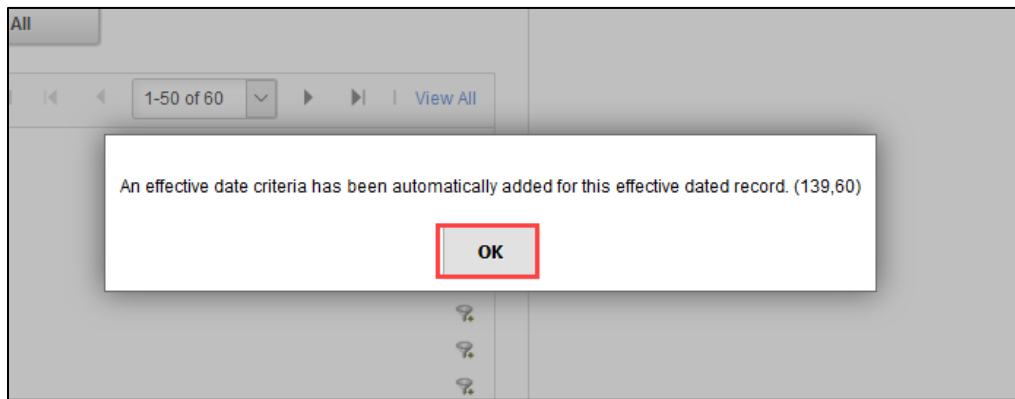 All
1-50 of 60 | View All
An effective date criteria has been automatically added for this effective dated record. (139,60)
OK